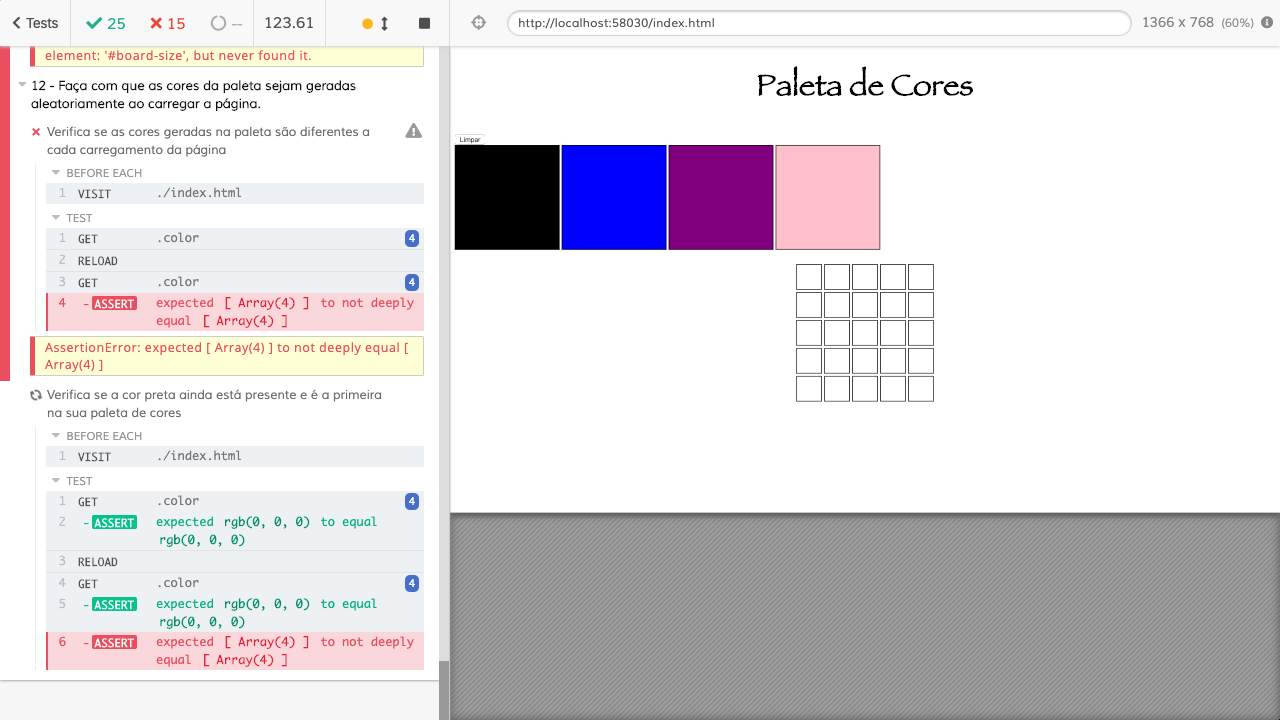 Tests 25 15 -- 123.61
http://localhost:58030/index.html 1366 x 768 (60%)
element: '#board-size', but never found it.
12 - Faça com que as cores da paleta sejam geradas
aleatoriamente ao carregar a página.
Verifica se as cores geradas na paleta são diferentes a
cada carregamento da página
BEFORE EACH
1 VISIT ./index.html
TEST
1 GET .color 4
2 RELOAD
3 GET .color 4
4 -ASSERT expected [ Array(4) ] to not deeply
equal [ Array(4) ]
AssertionError: expected [ Array(4) ] to not deeply equal [
Array(4) ]
Verifica se a cor preta ainda está presente e é a primeira
na sua paleta de cores
BEFORE EACH
1 VISIT ./index.html
TEST
1 GET .color 4
2 -ASSERT expected rgb(0, 0, 0) to equal
rgb(0, 0, 0)
3 RELOAD
4 GET .color 4
5 -ASSERT expected rgb(0, 0, 0) to equal
rgb(0, 0, 0)
6 -ASSERT expected [ Array(4) ] to not deeply
equal [ Array(4) ]
Paleta de Cores
Limpar